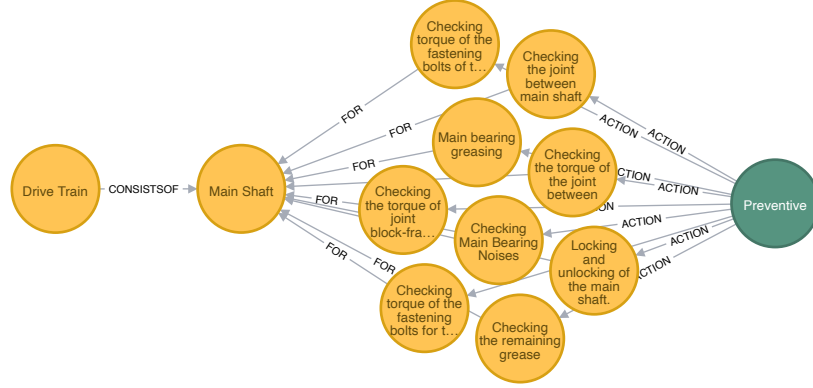 Checking
torque of the
fastening
bolts of t…
Checking
the joint
between
main shaft
FOR
ACTION
ACTION
FOR
Main bearing
greasing
FOR
Checking
the torque of
the joint
between
ACTION
ACTION
Drive Train
CONSISTSOF
Main Shaft
FOR
Checking
the torque of
joint
block-fra…
Preventive
Checking
Main Bearing
Noises
ACTION
Locking
and
unlocking of
the main
shaft.
ACTION
FOR
FOR
Checking
torque of the
fastening
bolts for t…
Checking
the remaining
grease